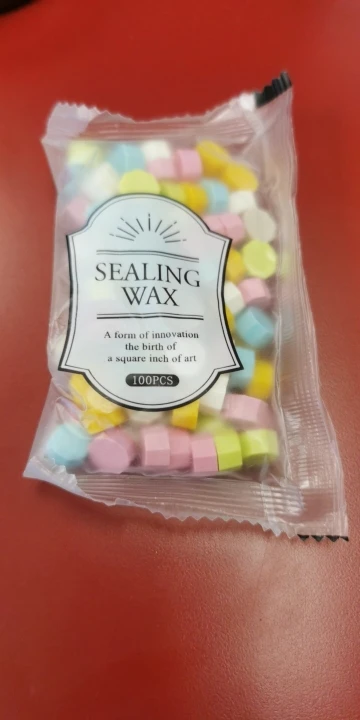 SEALING
WAX
A form of innovation
the birth of
a square inch of art
100PCS